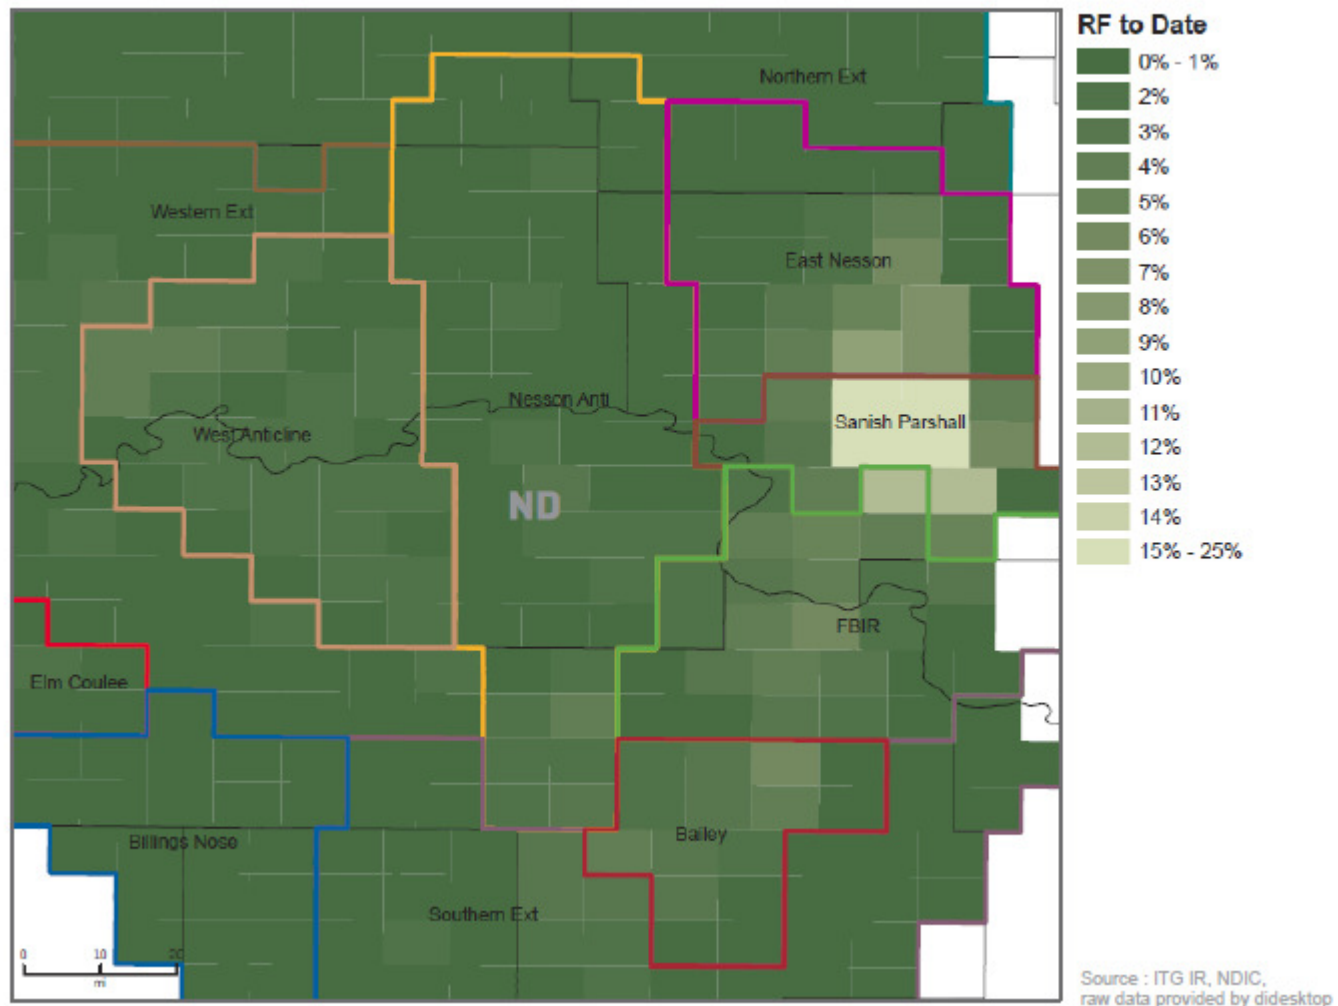 RF to Date
0% - 1%
2%
3%
4%
5%
6%
7%
8%
9%
10%
11%
12%
13%
14%
15% - 25%
Northern Ext
Western Ext
East Nesson
Nesson Anti
Sanish Parshall
West Anticline
ND
FBIR
Elm Coulee
Billings Nose
Bailey
Southern Ext
0 10 20
mi
Source : ITG IR, NDIC,
raw data provided by didesktop